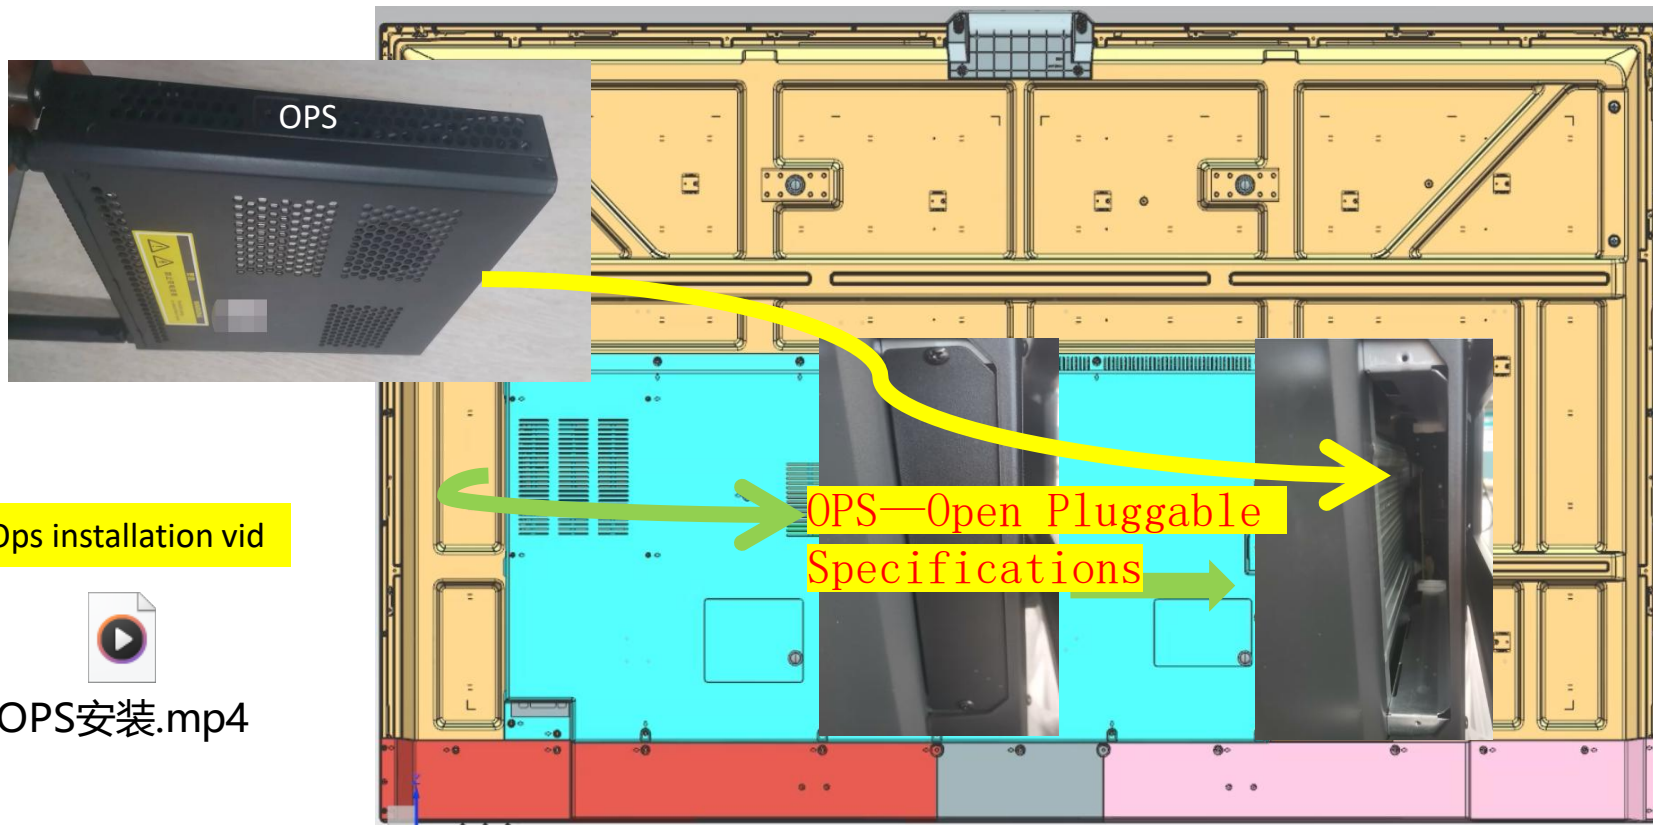 OPS
OPS—Open Pluggable
Specifications
Ops installation vid
OPS安装.mp4